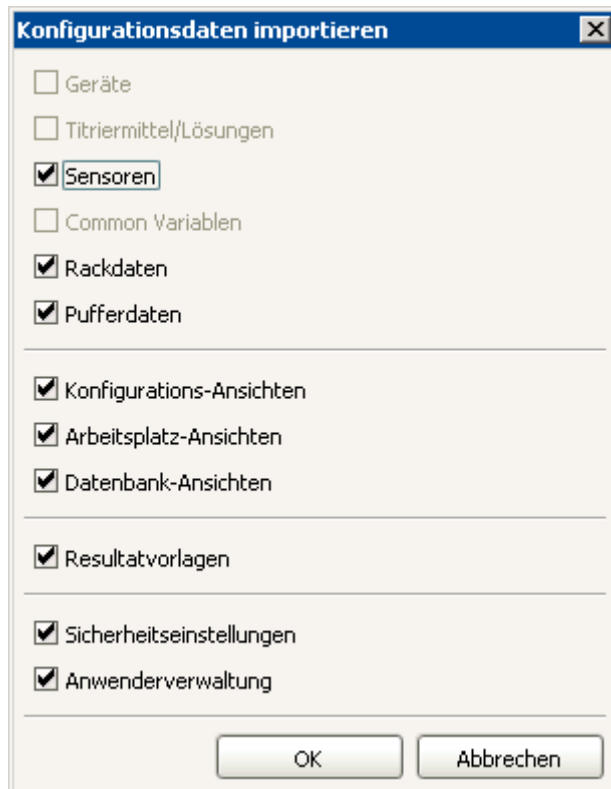 Konfigurationsdaten importieren
Geräte
Titriermittel/Lösungen
Sensoren
Common Variablen
Rackdaten
Pufferdaten
Konfigurations-Ansichten
Arbeitsplatz-Ansichten
Datenbank-Ansichten
Resultatvorlagen
Sicherheitseinstellungen
Anwenderverwaltung
OK Abbrechen